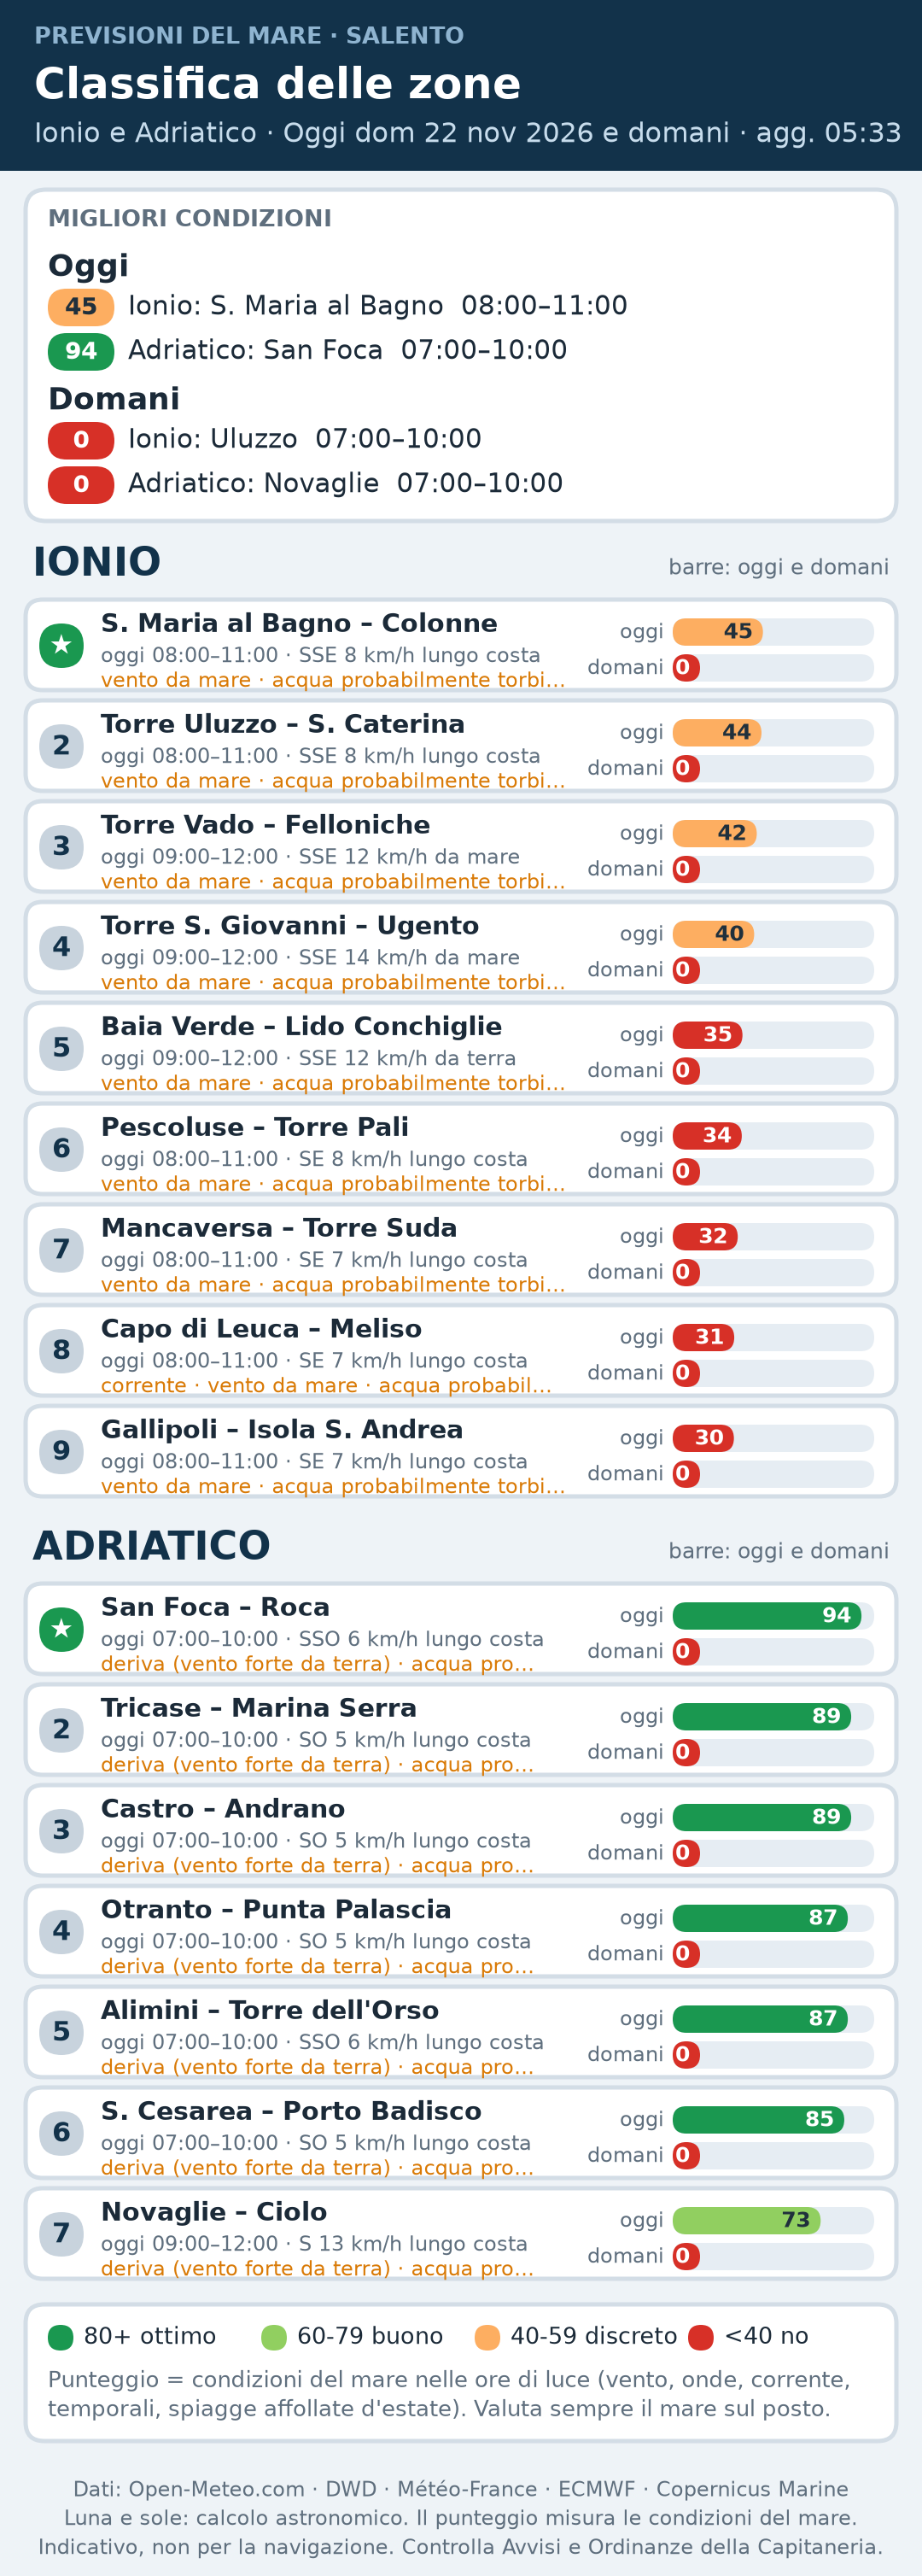 PREVISIONI DEL MARE · SALENTO
Classifica delle zone
Ionio e Adriatico · Oggi dom 22 nov 2026 e domani · agg. 05:33
MIGLIORI CONDIZIONI
Oggi
45 Ionio: S. Maria al Bagno 08:00–11:00
94 Adriatico: San Foca 07:00–10:00
Domani
0 Ionio: Uluzzo 07:00–10:00
0 Adriatico: Novaglie 07:00–10:00
IONIO barre: oggi e domani
★ S. Maria al Bagno – Colonne
oggi 08:00–11:00 · SSE 8 km/h lungo costa
vento da mare · acqua probabilmente torbi…
oggi 45
domani 0
2 Torre Uluzzo – S. Caterina
oggi 08:00–11:00 · SSE 8 km/h lungo costa
vento da mare · acqua probabilmente torbi…
oggi 44
domani 0
3 Torre Vado – Felloniche
oggi 09:00–12:00 · SSE 12 km/h da mare
vento da mare · acqua probabilmente torbi…
oggi 42
domani 0
4 Torre S. Giovanni – Ugento
oggi 09:00–12:00 · SSE 14 km/h da mare
vento da mare · acqua probabilmente torbi…
oggi 40
domani 0
5 Baia Verde – Lido Conchiglie
oggi 09:00–12:00 · SSE 12 km/h da terra
vento da mare · acqua probabilmente torbi…
oggi 35
domani 0
6 Pescoluse – Torre Pali
oggi 08:00–11:00 · SE 8 km/h lungo costa
vento da mare · acqua probabilmente torbi…
oggi 34
domani 0
7 Mancaversa – Torre Suda
oggi 08:00–11:00 · SE 7 km/h lungo costa
vento da mare · acqua probabilmente torbi…
oggi 32
domani 0
8 Capo di Leuca – Meliso
oggi 08:00–11:00 · SE 7 km/h lungo costa
corrente · vento da mare · acqua probabil…
oggi 31
domani 0
9 Gallipoli – Isola S. Andrea
oggi 08:00–11:00 · SE 7 km/h lungo costa
vento da mare · acqua probabilmente torbi…
oggi 30
domani 0
ADRIATICO barre: oggi e domani
★ San Foca – Roca
oggi 07:00–10:00 · SSO 6 km/h lungo costa
deriva (vento forte da terra) · acqua pro…
oggi 94
domani 0
2 Tricase – Marina Serra
oggi 07:00–10:00 · SO 5 km/h lungo costa
deriva (vento forte da terra) · acqua pro…
oggi 89
domani 0
3 Castro – Andrano
oggi 07:00–10:00 · SO 5 km/h lungo costa
deriva (vento forte da terra) · acqua pro…
oggi 89
domani 0
4 Otranto – Punta Palascia
oggi 07:00–10:00 · SO 5 km/h lungo costa
deriva (vento forte da terra) · acqua pro…
oggi 87
domani 0
5 Alimini – Torre dell'Orso
oggi 07:00–10:00 · SSO 6 km/h lungo costa
deriva (vento forte da terra) · acqua pro…
oggi 87
domani 0
6 S. Cesarea – Porto Badisco
oggi 07:00–10:00 · SO 5 km/h lungo costa
deriva (vento forte da terra) · acqua pro…
oggi 85
domani 0
7 Novaglie – Ciolo
oggi 09:00–12:00 · S 13 km/h lungo costa
deriva (vento forte da terra) · acqua pro…
oggi 73
domani 0
80+ ottimo 60-79 buono 40-59 discreto <40 no
Punteggio = condizioni del mare nelle ore di luce (vento, onde, corrente,
temporali, spiagge affollate d'estate). Valuta sempre il mare sul posto.
Dati: Open-Meteo.com · DWD · Météo-France · ECMWF · Copernicus Marine
Luna e sole: calcolo astronomico. Il punteggio misura le condizioni del mare.
Indicativo, non per la navigazione. Controlla Avvisi e Ordinanze della Capitaneria.